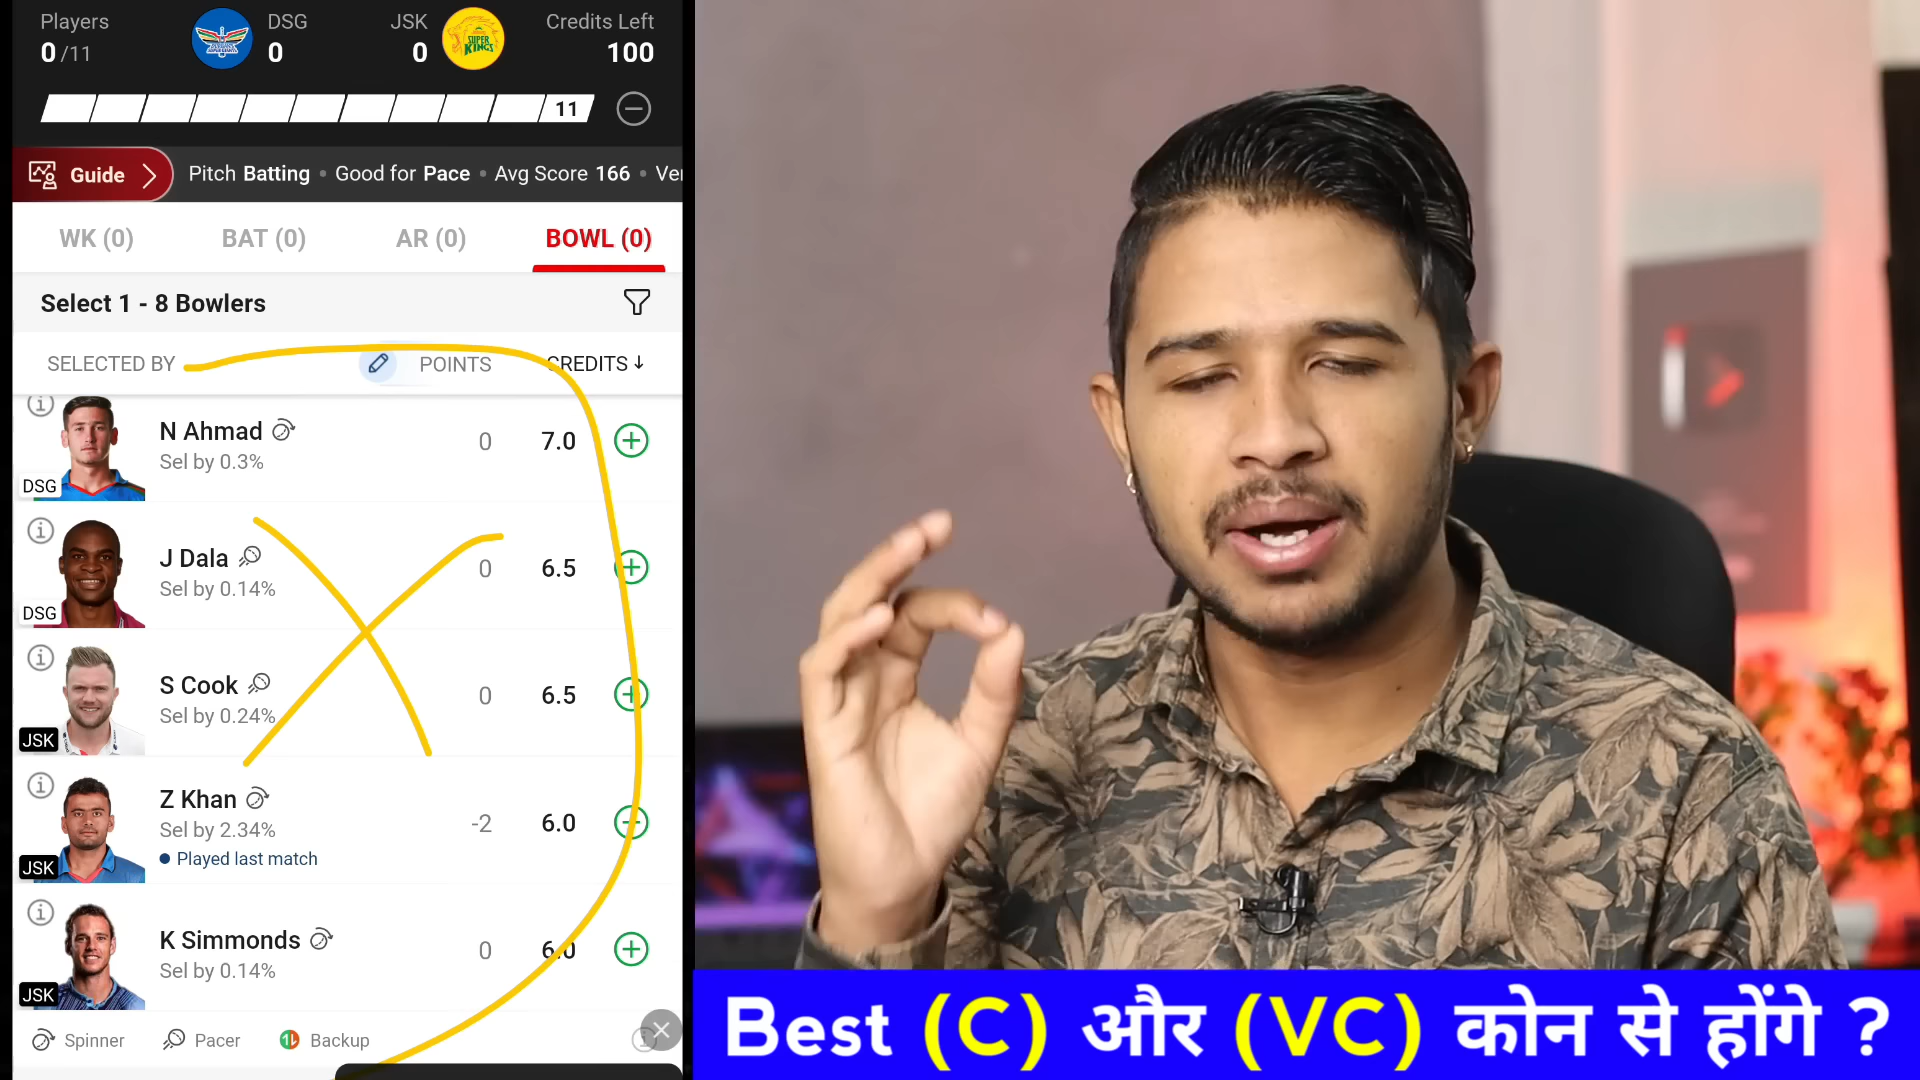 Players DSG JSK Credits Left
0 /11 0 0 100
SUPER KINGS
11
Guide Pitch Batting • Good for Pace • Avg Score 166 •
WK (0) BAT (0) AR (0) BOWL (0)
Select 1 - 8 Bowlers
SELECTED BY POINTS CREDITS ↓
N Ahmad 0 7.0
Sel by 0.3%
DSG
J Dala 0 6.5
Sel by 0.14%
DSG
S Cook 0 6.5
Sel by 0.24%
JSK
Z Khan -2 6.0
Sel by 2.34%
• Played last match
JSK
K Simmonds 0 6.0
Sel by 0.14%
JSK
Spinner Pacer Backup
Best (C) और (VC) कोन से होंगे ?